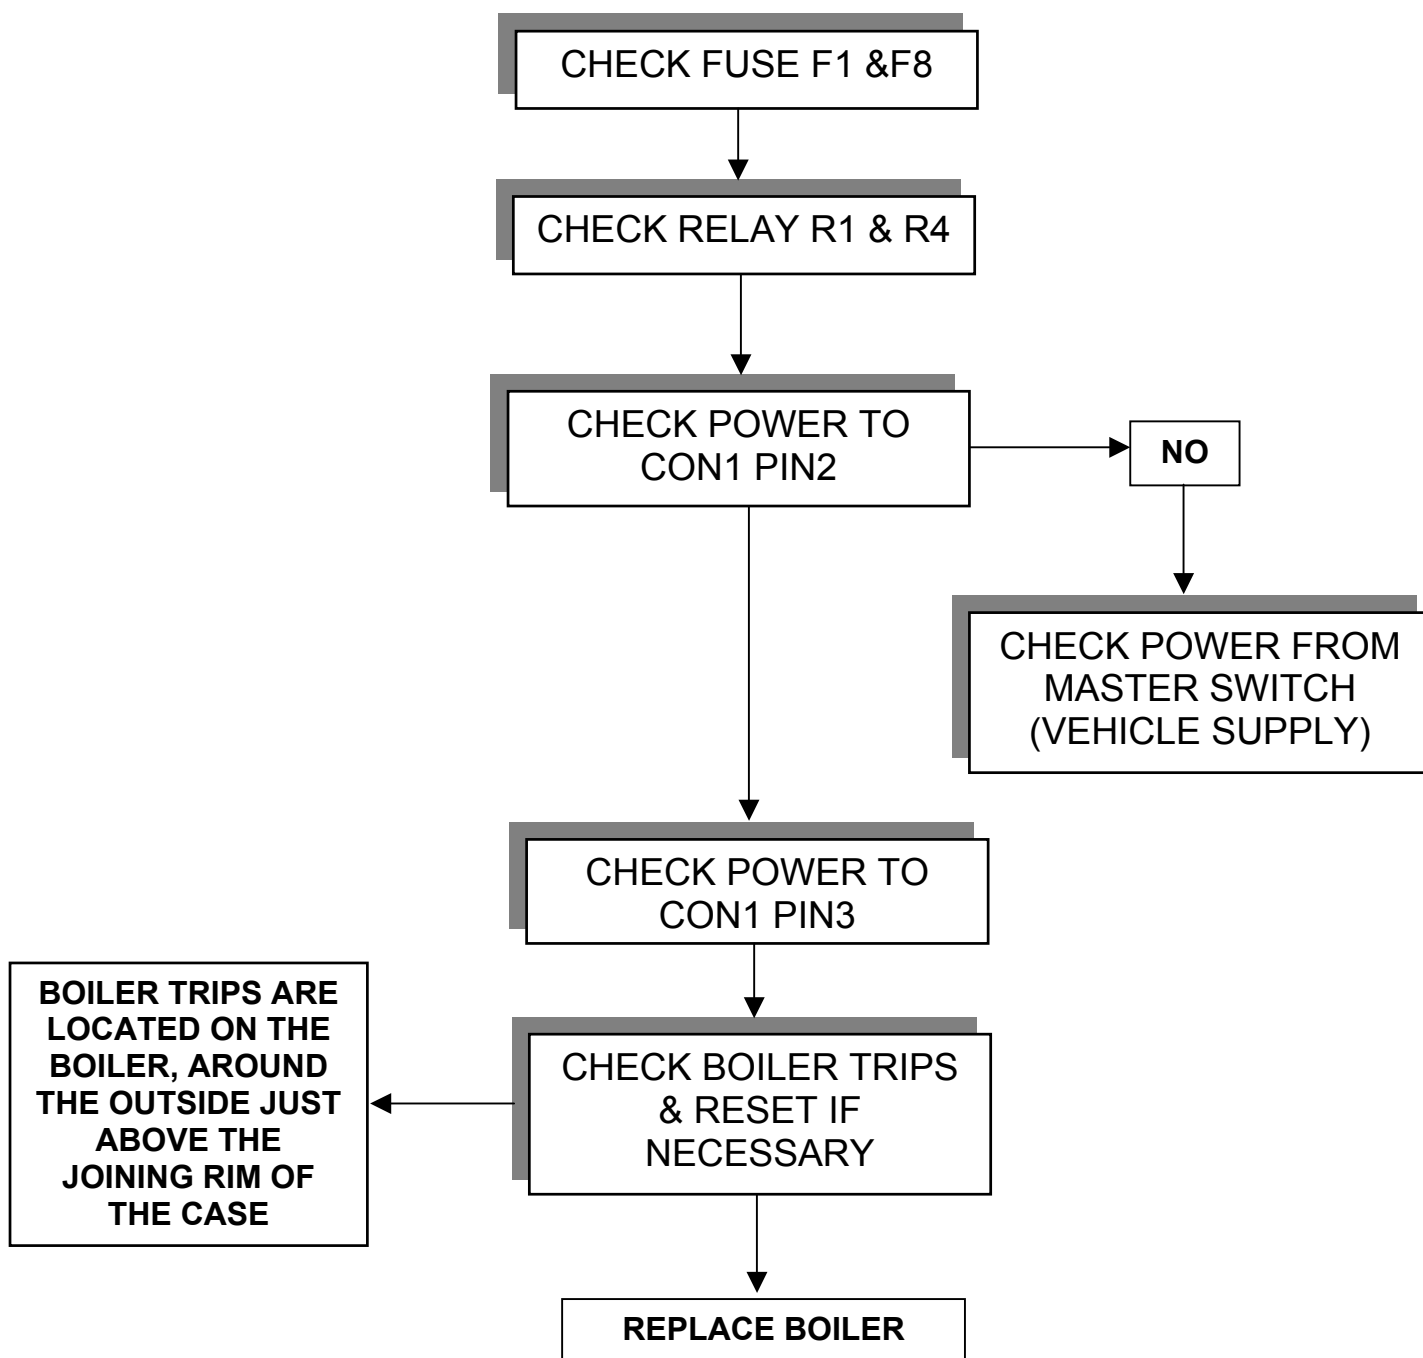 CHECK FUSE F1 &F8
CHECK RELAY R1 & R4
CHECK POWER TO
CON1 PIN2
NO
CHECK POWER FROM
MASTER SWITCH
(VEHICLE SUPPLY)
CHECK POWER TO
CON1 PIN3
BOILER TRIPS ARE
LOCATED ON THE
BOILER, AROUND
THE OUTSIDE JUST
ABOVE THE
JOINING RIM OF
THE CASE
CHECK BOILER TRIPS
& RESET IF
NECESSARY
REPLACE BOILER